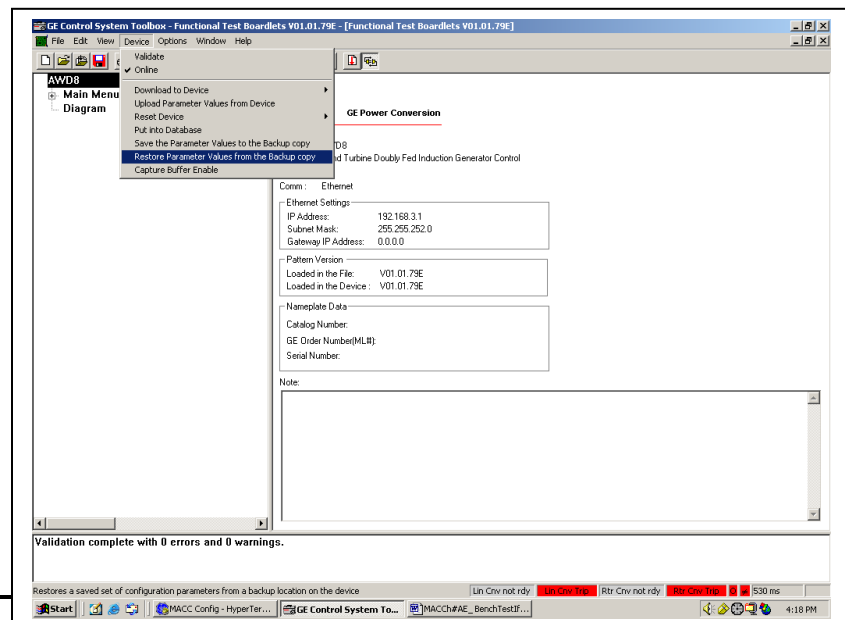 GE Control System Toolbox - Functional Test Boardlets V01.01.79E - [Functional Test Boardlets V01.01.79E]
File Edit View Device Options Window Help
Validate
Online
Download to Device
Upload Parameter Values from Device
Reset Device
Put into Database
Save the Parameter Values to the Backup copy
Restore Parameter Values from the Backup copy
Capture Buffer Enable
AWD8
Main Menu
Diagram
GE Power Conversion
D8
nd Turbine Doubly Fed Induction Generator Control
Comm : Ethernet
Ethernet Settings
IP Address: 192.168.3.1
Subnet Mask: 255.255.252.0
Gateway IP Address: 0.0.0.0
Pattern Version
Loaded in the File: V01.01.79E
Loaded in the Device : V01.01.79E
Nameplate Data
Catalog Number:
GE Order Number(ML#):
Serial Number:
Note:
Validation complete with 0 errors and 0 warnings.
Restores a saved set of configuration parameters from a backup location on the device
Lin Cnv not rdy Lin Cnv Trip Rtr Cnv not rdy Rtr Cnv Trip 530 ms
Start MACC Config - HyperTer... GE Control System To... MACCh#AE_BenchTestIf... 4:18 PM